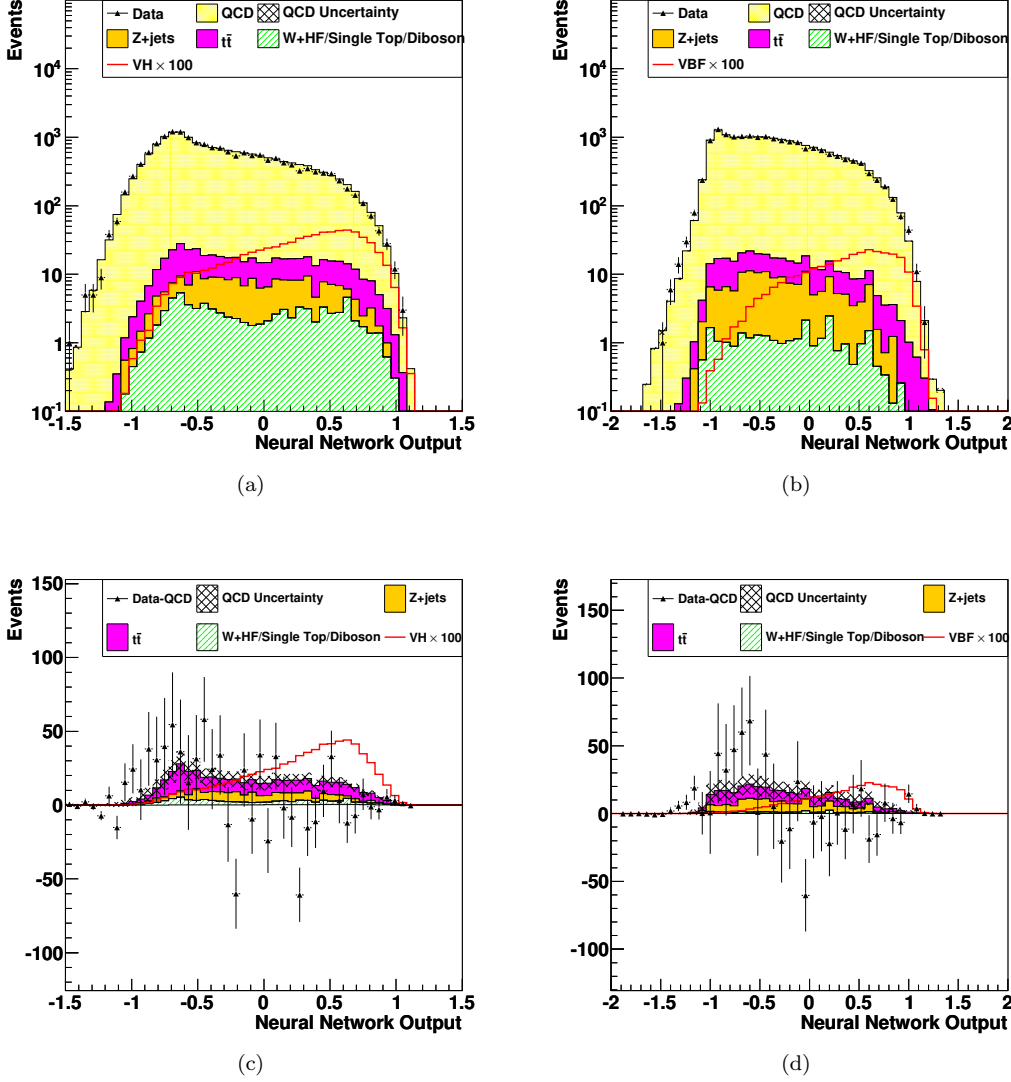 Events
Data QCD QCD Uncertainty
Z+jets tt̄ W+HF/Single Top/Diboson
VH × 100
10⁴
10³
10²
10
1
10⁻¹
-1.5 -1 -0.5 0 0.5 1 1.5
Neural Network Output
(a)
Events
Data QCD QCD Uncertainty
Z+jets tt̄ W+HF/Single Top/Diboson
VBF × 100
10⁴
10³
10²
10
1
10⁻¹
-2 -1.5 -1 -0.5 0 0.5 1 1.5 2
Neural Network Output
(b)
Events
Data-QCD QCD Uncertainty Z+jets
tt̄ W+HF/Single Top/Diboson VH × 100
150
100
50
0
-50
-100
-1.5 -1 -0.5 0 0.5 1 1.5
Neural Network Output
(c)
Events
Data-QCD QCD Uncertainty Z+jets
tt̄ W+HF/Single Top/Diboson VBF × 100
150
100
50
0
-50
-100
-2 -1.5 -1 -0.5 0 0.5 1 1.5 2
Neural Network Output
(d)